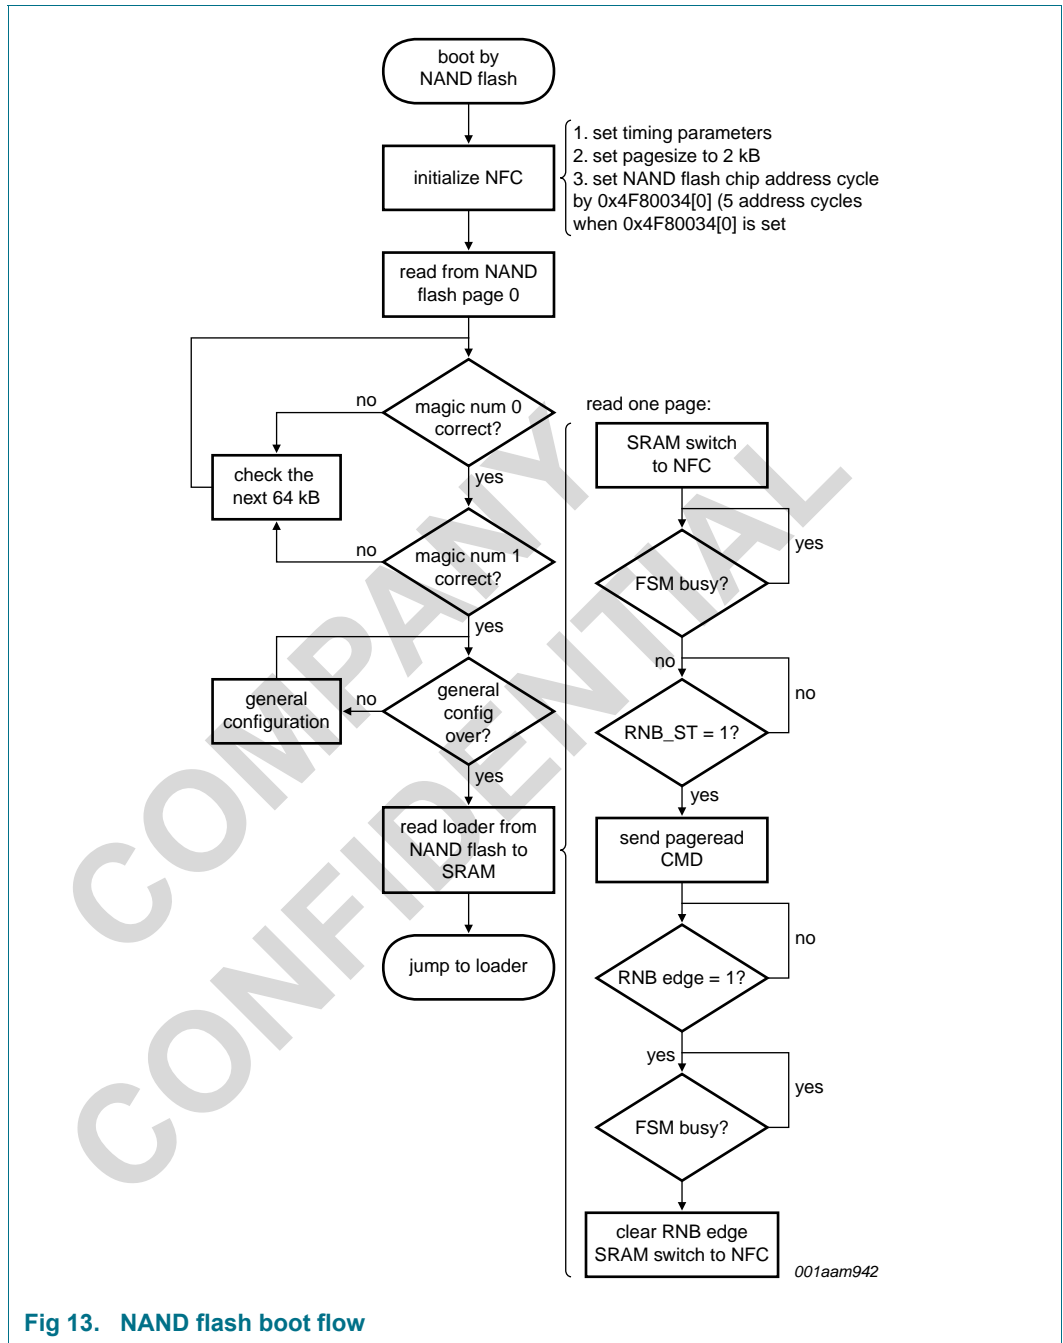 boot by
NAND flash
initialize NFC
1. set timing parameters
2. set pagesize to 2 kB
3. set NAND flash chip address cycle
by 0x4F80034[0] (5 address cycles
when 0x4F80034[0] is set
read from NAND
flash page 0
no
magic num 0
correct?
yes
check the
next 64 kB
no
magic num 1
correct?
yes
general
configuration
no
general
config
over?
yes
read loader from
NAND flash to
SRAM
jump to loader
read one page:
SRAM switch
to NFC
yes
FSM busy?
no
no
RNB_ST = 1?
yes
send pageread
CMD
no
RNB edge = 1?
yes
yes
FSM busy?
clear RNB edge
SRAM switch to NFC
001aam942
COMPANY
CONFIDENTIAL
Fig 13. NAND flash boot flow